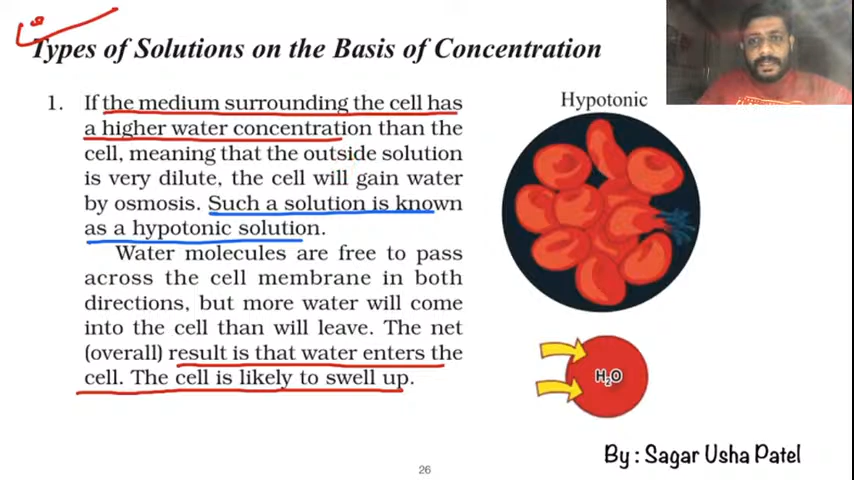 Types of Solutions on the Basis of Concentration
1. If the medium surrounding the cell has
a higher water concentration than the
cell, meaning that the outside solution
is very dilute, the cell will gain water
by osmosis. Such a solution is known
as a hypotonic solution.
Water molecules are free to pass
across the cell membrane in both
directions, but more water will come
into the cell than will leave. The net
(overall) result is that water enters the
cell. The cell is likely to swell up.
Hypotonic
H₂O
By : Sagar Usha Patel
26